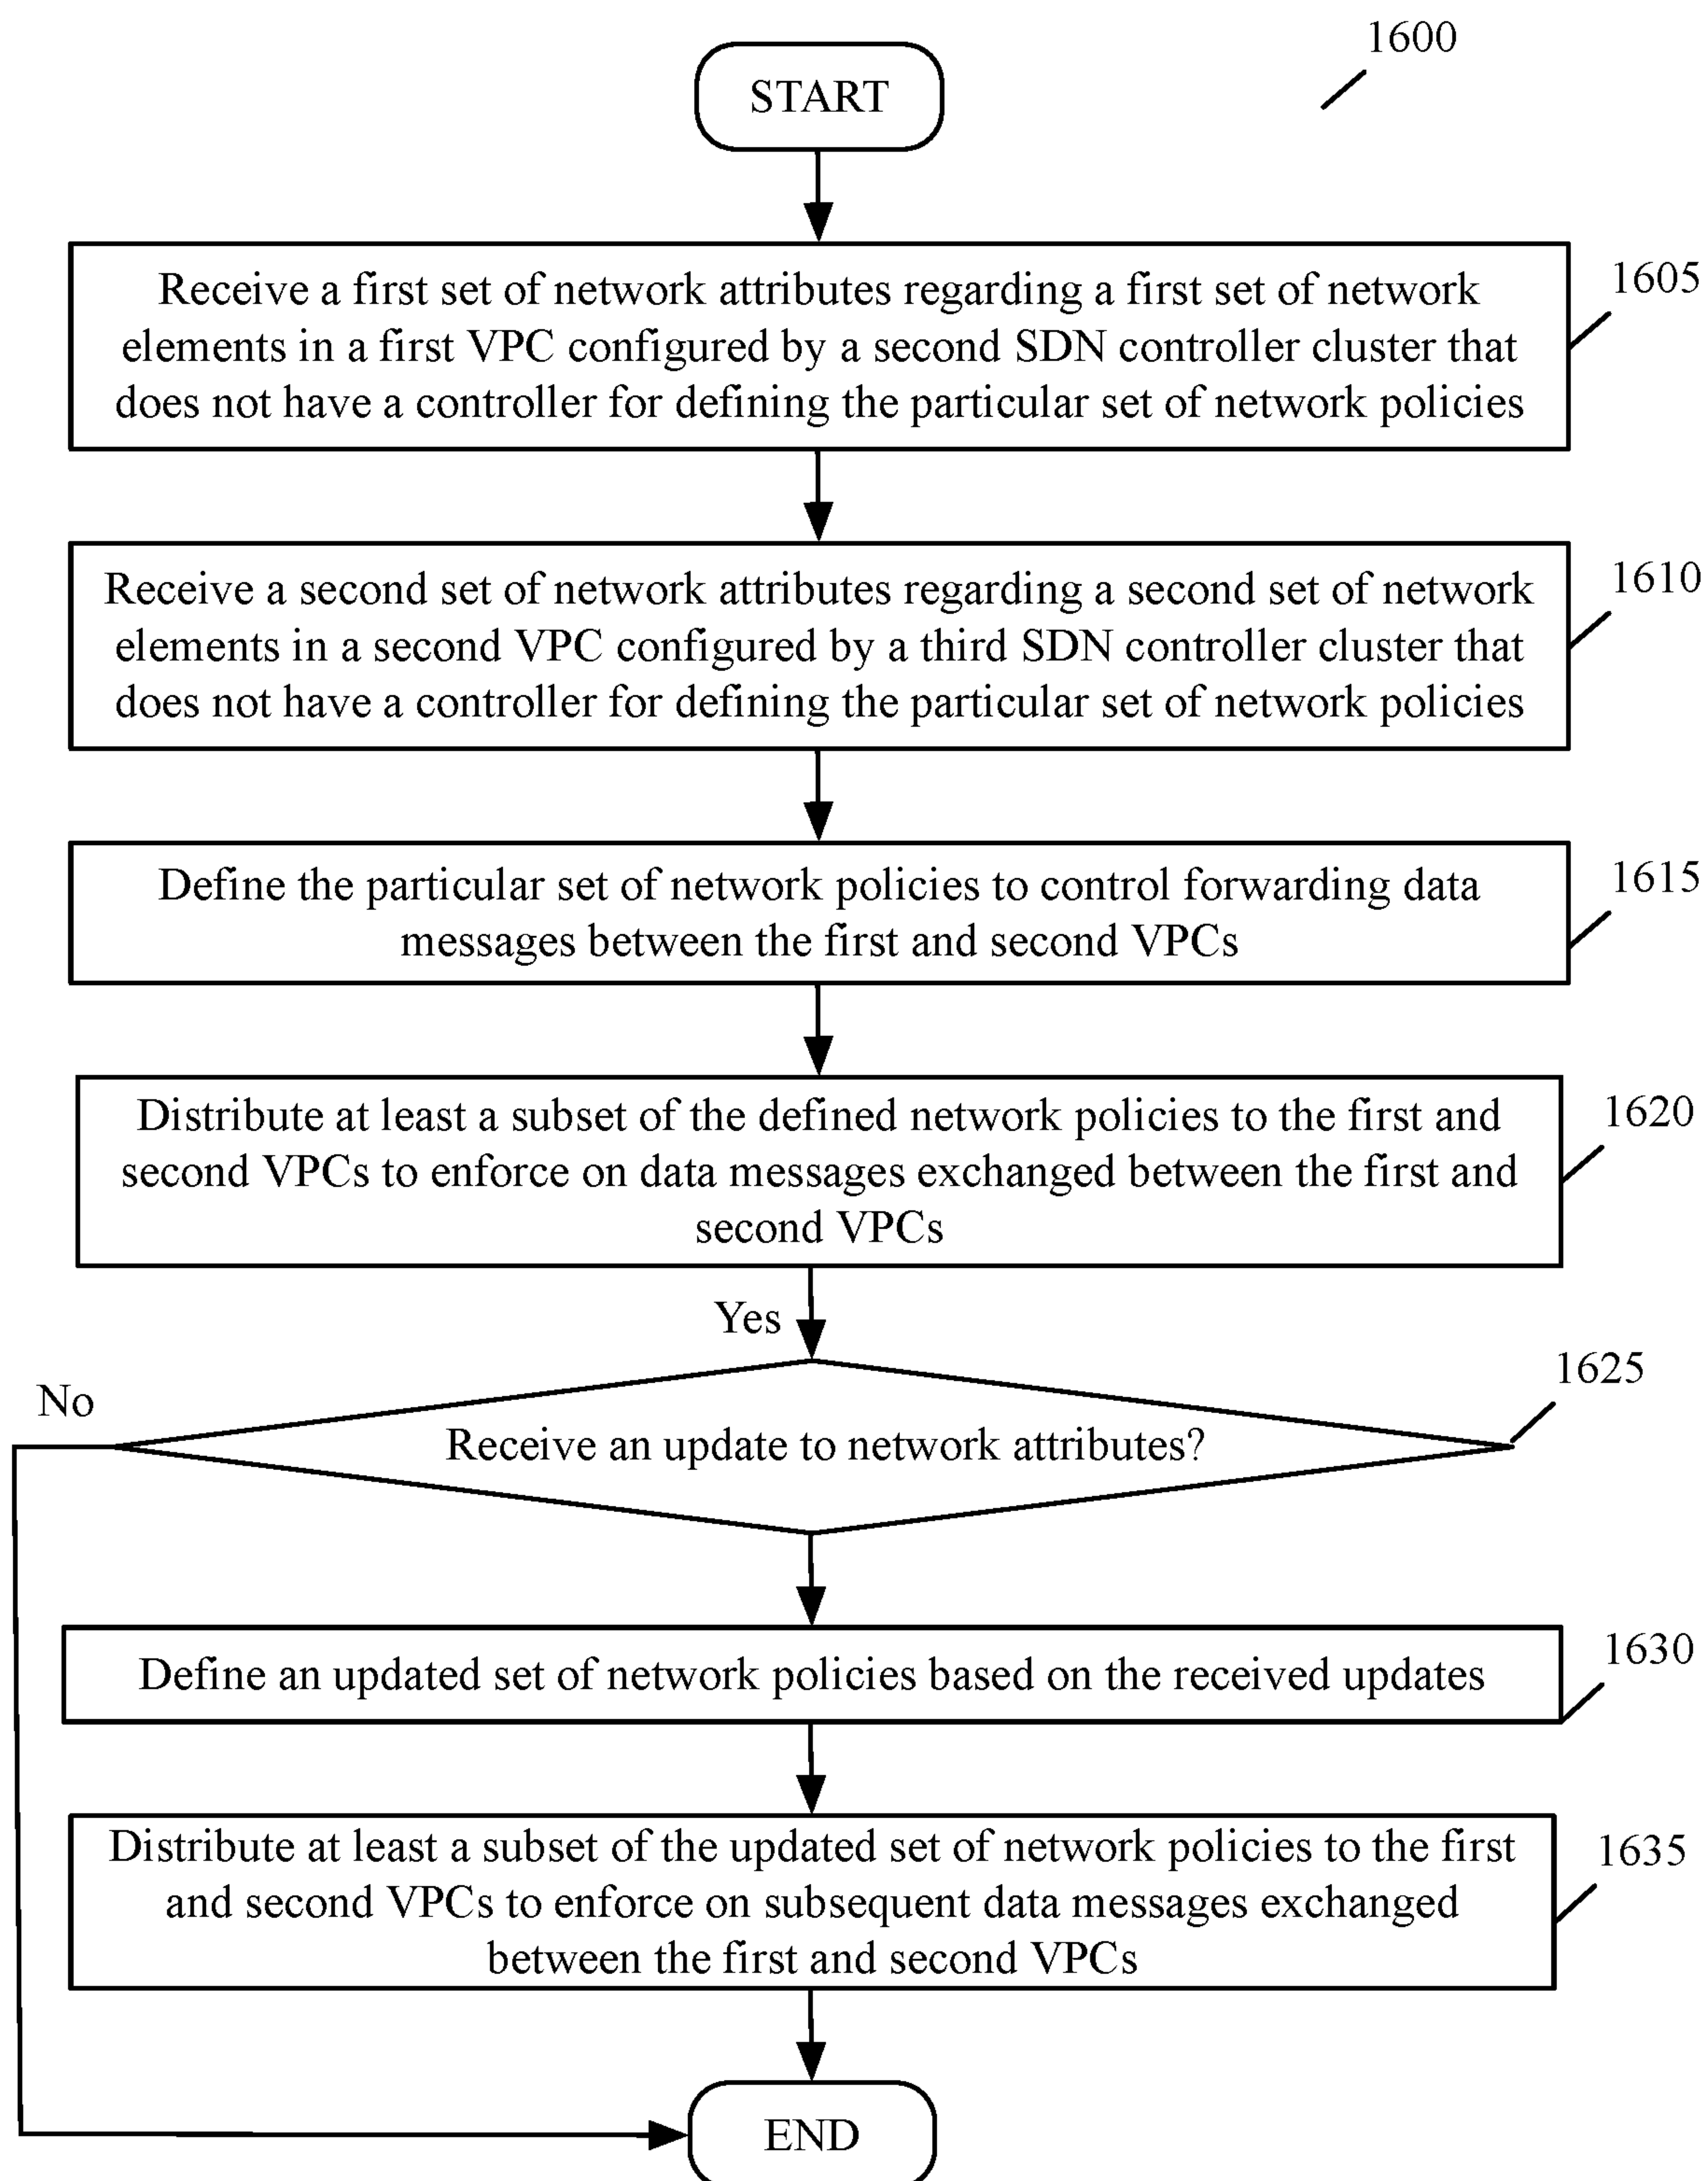 1600
START
Receive a first set of network attributes regarding a first set of network
elements in a first VPC configured by a second SDN controller cluster that
does not have a controller for defining the particular set of network policies
1605
Receive a second set of network attributes regarding a second set of network
elements in a second VPC configured by a third SDN controller cluster that
does not have a controller for defining the particular set of network policies
1610
Define the particular set of network policies to control forwarding data
messages between the first and second VPCs
1615
Distribute at least a subset of the defined network policies to the first and
second VPCs to enforce on data messages exchanged between the first and
second VPCs
1620
Yes
No
Receive an update to network attributes?
1625
Define an updated set of network policies based on the received updates
1630
Distribute at least a subset of the updated set of network policies to the first
and second VPCs to enforce on subsequent data messages exchanged
between the first and second VPCs
1635
END